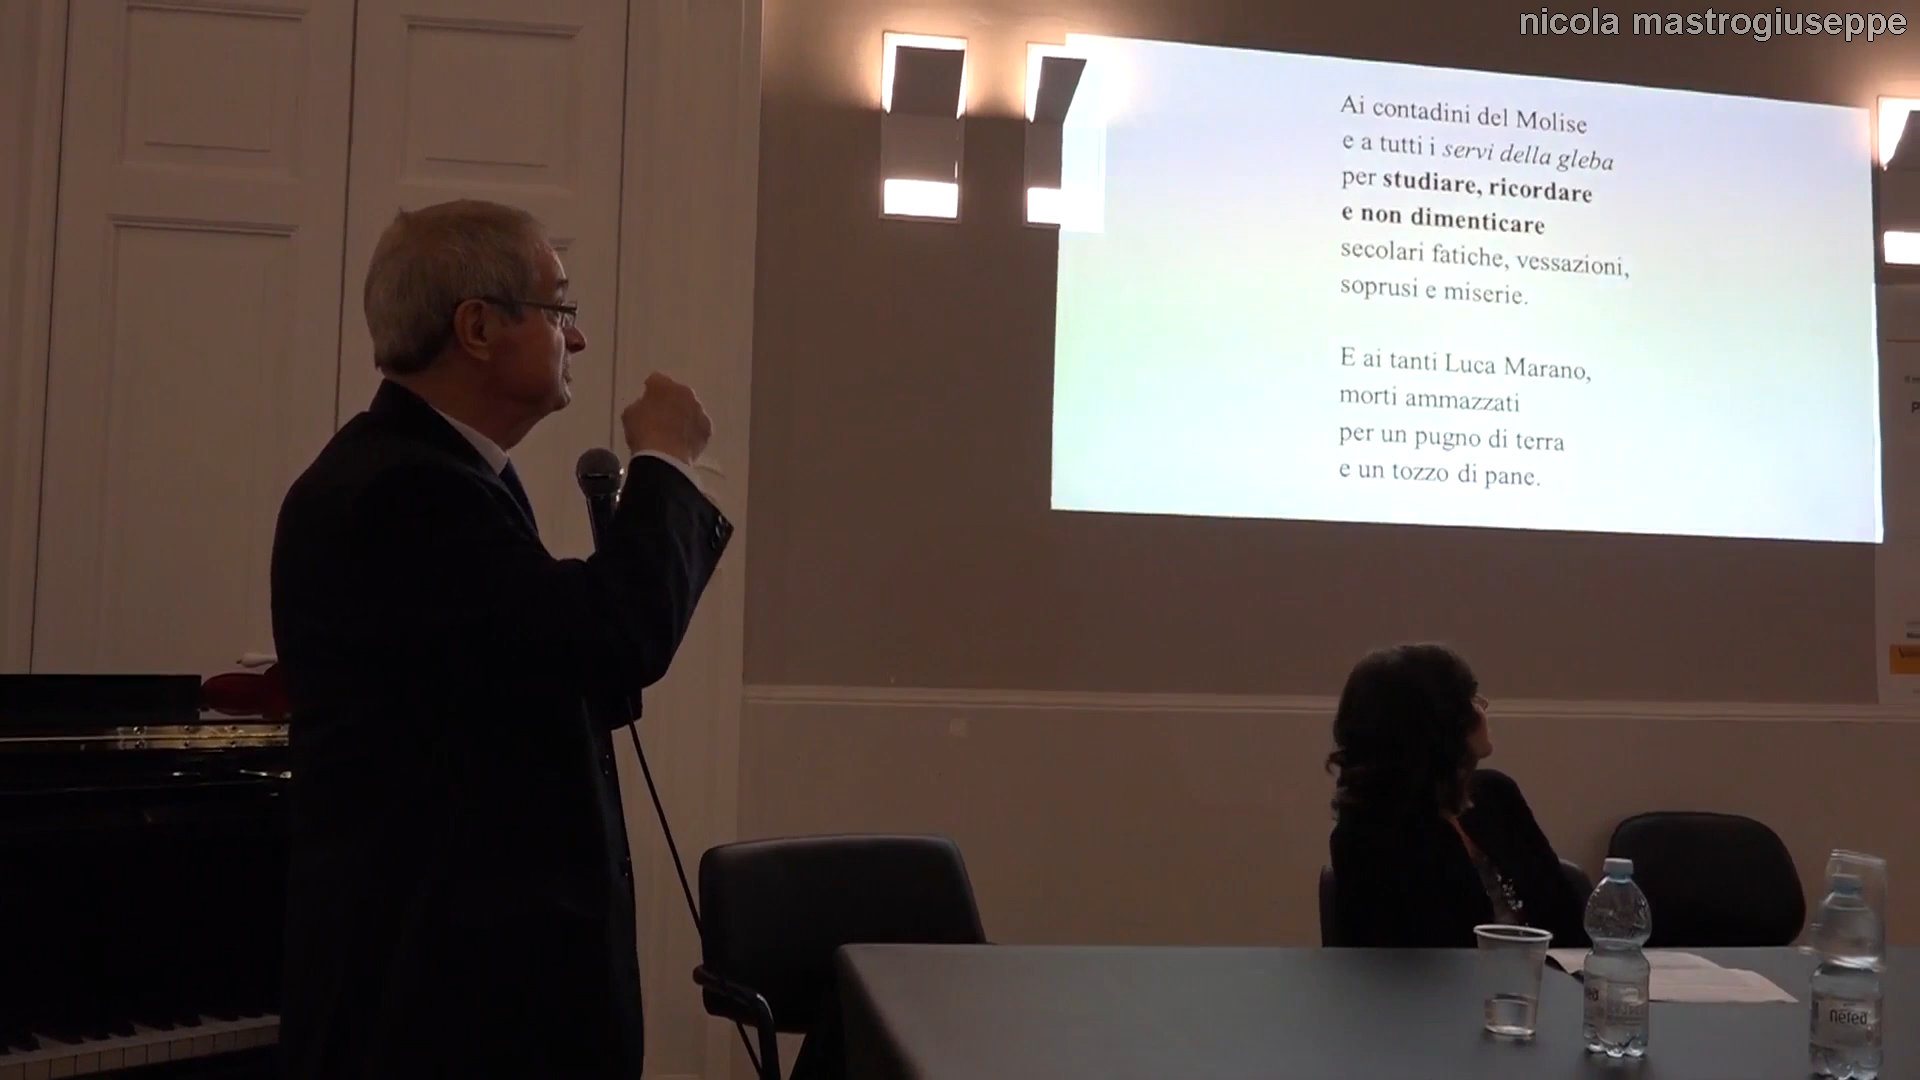 nicola mastrogiuseppe
Ai contadini del Molise
e a tutti i servi della gleba
per studiare, ricordare
e non dimenticare
secolari fatiche, vessazioni,
soprusi e miserie.
E ai tanti Luca Marano,
morti ammazzati
per un pugno di terra
e un tozzo di pane.